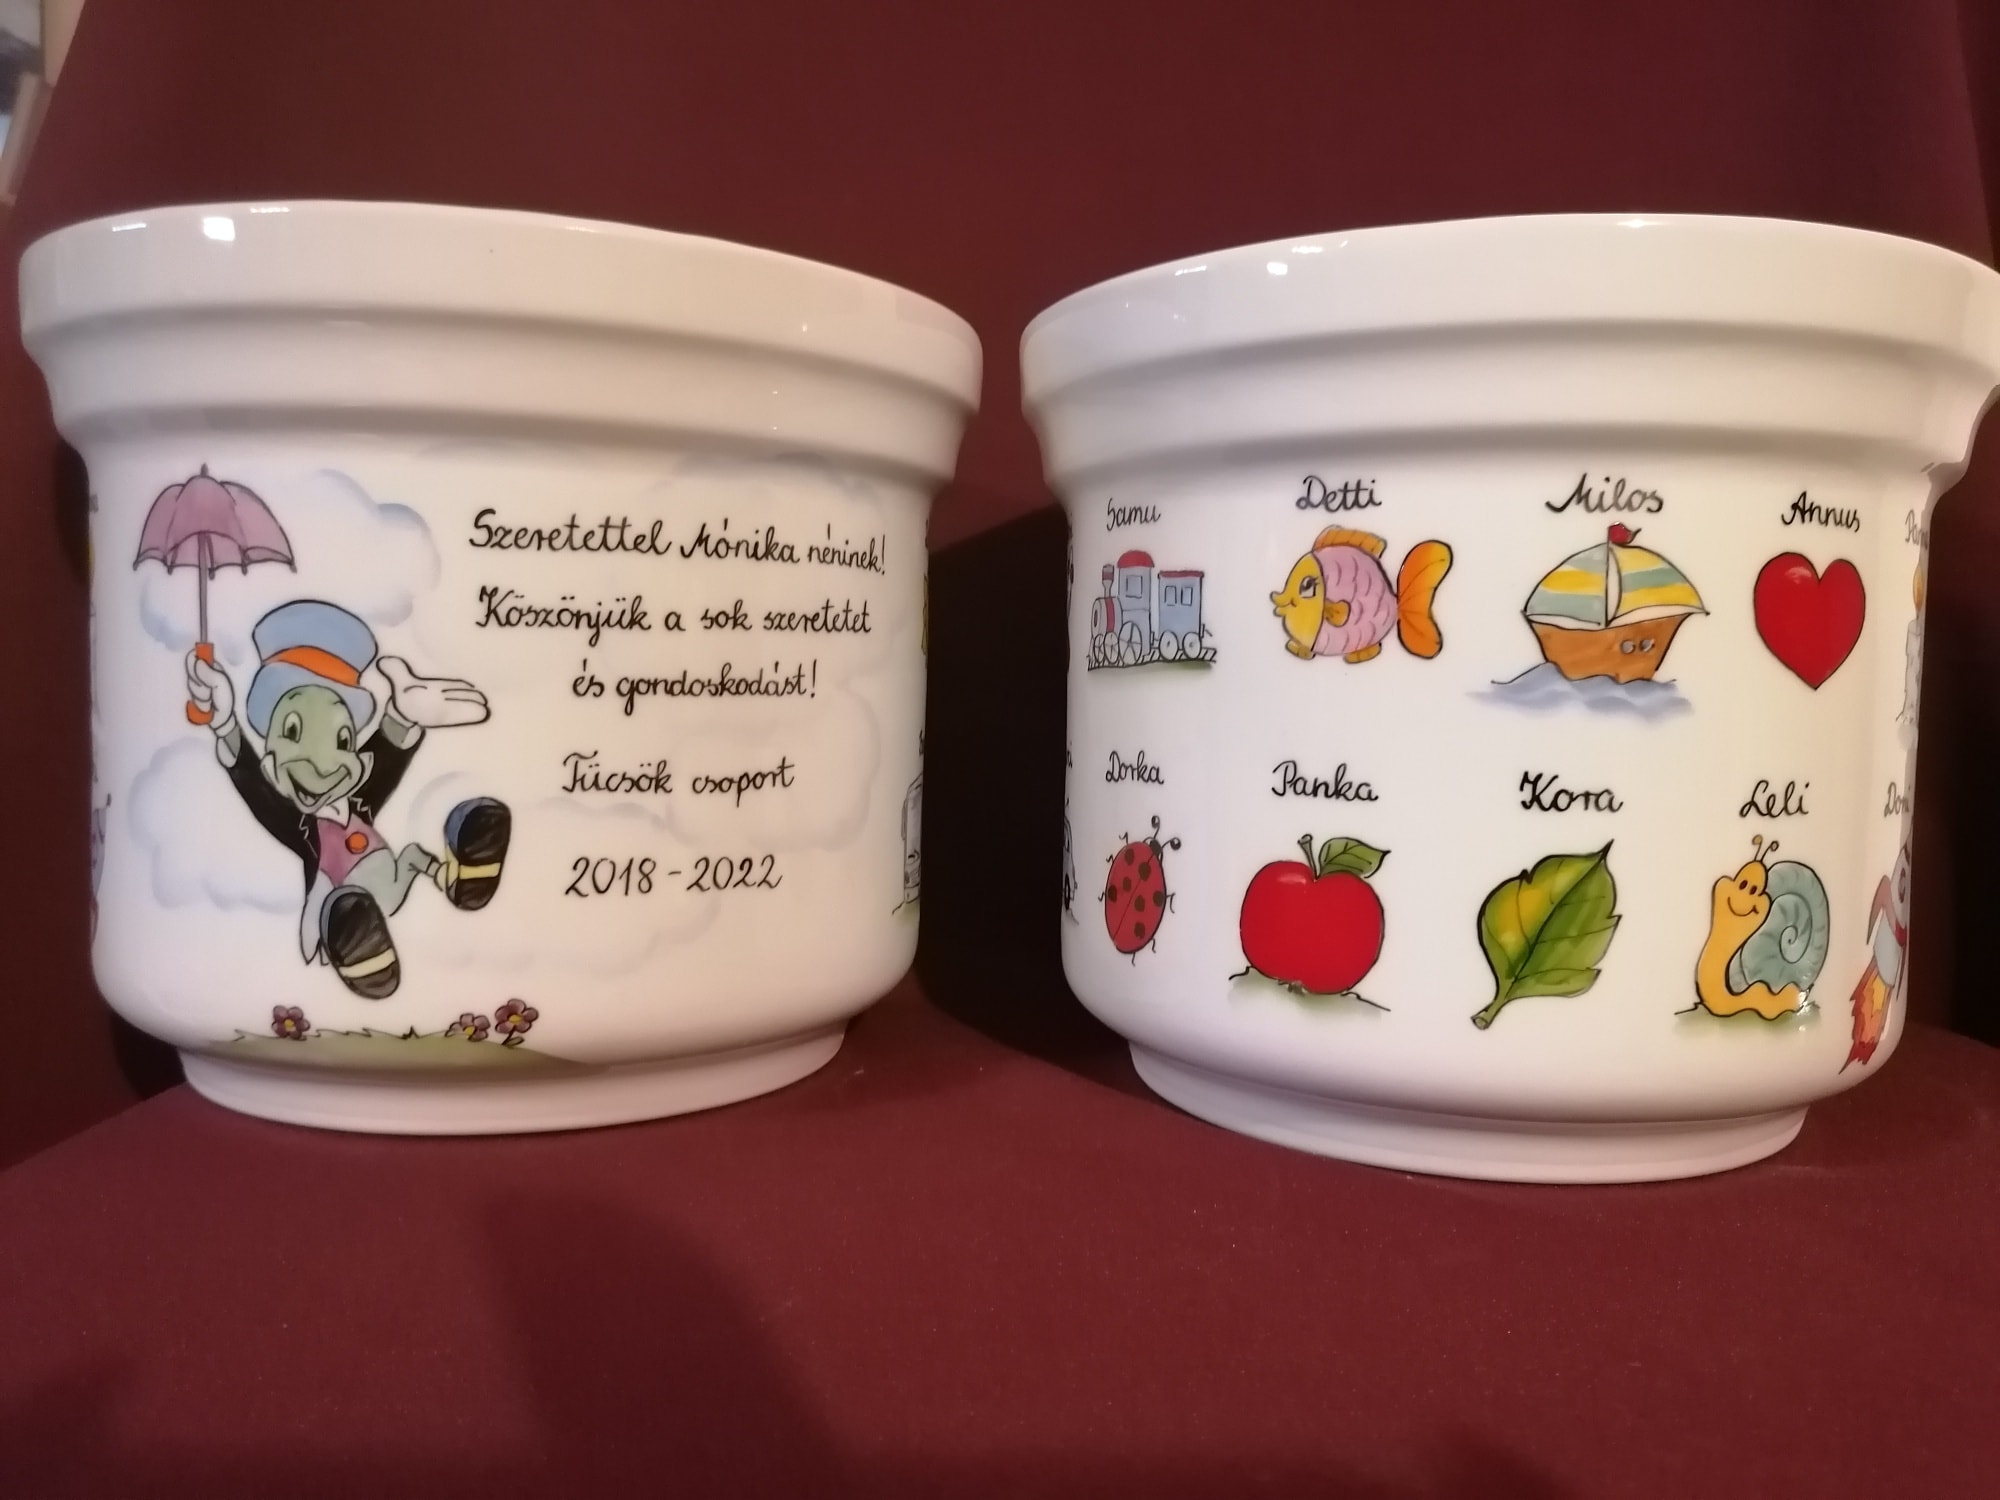 Szeretettel Mónika néninek!
Köszönjük a sok szeretetet
és gondoskodást!
Tücsök csoport
2018-2022
Samu Detti Milos Annus
Dorka Panka Kora Leli